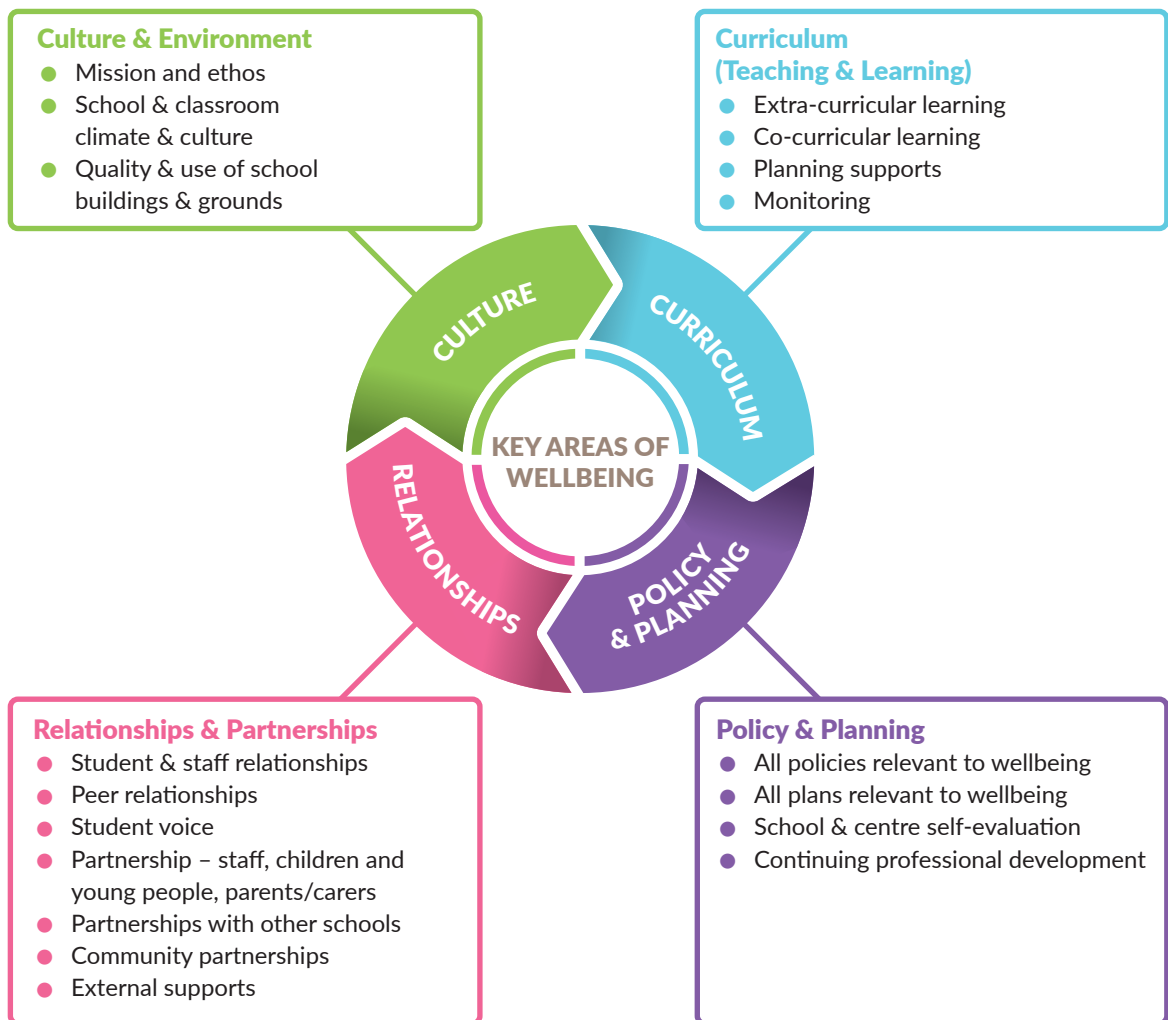 Culture & Environment
● Mission and ethos
● School & classroom
climate & culture
● Quality & use of school
buildings & grounds
Curriculum
(Teaching & Learning)
● Extra-curricular learning
● Co-curricular learning
● Planning supports
● Monitoring
CULTURE
CURRICULUM
KEY AREAS OF
WELLBEING
RELATIONSHIPS
POLICY
& PLANNING
Relationships & Partnerships
● Student & staff relationships
● Peer relationships
● Student voice
● Partnership – staff, children and
young people, parents/carers
● Partnerships with other schools
● Community partnerships
● External supports
Policy & Planning
● All policies relevant to wellbeing
● All plans relevant to wellbeing
● School & centre self-evaluation
● Continuing professional development